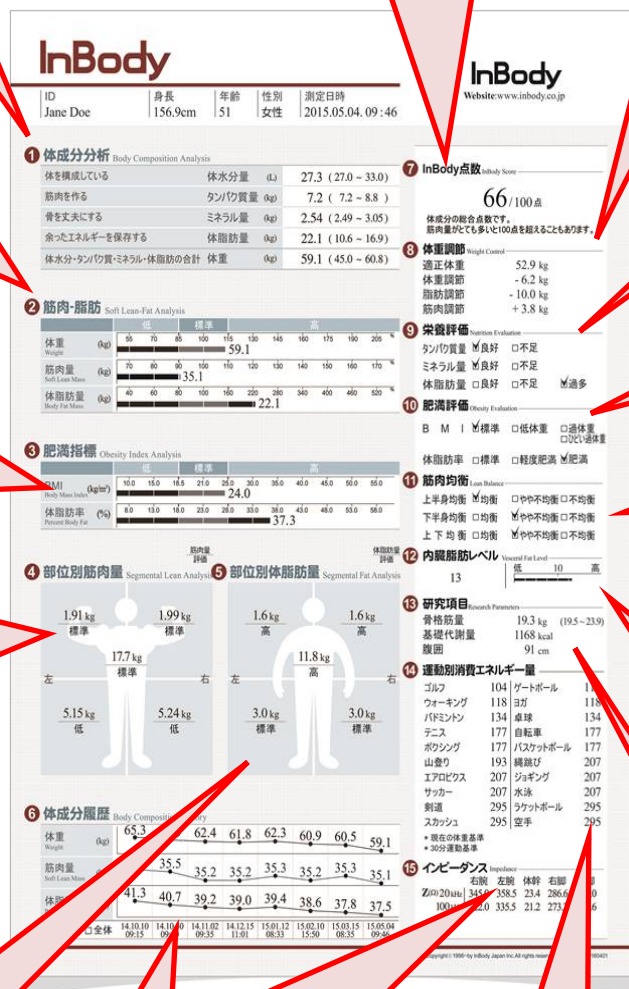 InBody
InBody
Website:www.inbody.co.jp
ID 身長 年齢 性別 測定日時
Jane Doe 156.9cm 51 女性 2015.05.04. 09 : 46
1 体成分分析 Body Composition Analysis
体を構成している 体水分量 (L) 27.3 ( 27.0 ~ 33.0 )
筋肉を作る タンパク質量 (kg) 7.2 ( 7.2 ~ 8.8 )
骨を丈夫にする ミネラル量 (kg) 2.54 ( 2.49 ~ 3.05 )
余ったエネルギーを保存する 体脂肪量 (kg) 22.1 ( 10.6 ~ 16.9 )
体水分・タンパク質・ミネラル・体脂肪の合計 体重 (kg) 59.1 ( 45.0 ~ 60.8 )
2 筋肉-脂肪 Soft Lean-Fat Analysis
低 標準 高
体重 Weight (kg) 55 70 85 100 115 130 145 160 175 190 205 %
59.1
筋肉量 Soft Lean Mass (kg) 70 80 90 100 110 120 130 140 150 160 170 %
35.1
体脂肪量 Body Fat Mass (kg) 40 60 80 100 160 220 280 340 400 460 520 %
22.1
3 肥満指標 Obesity Index Analysis
低 標準 高
BMI Body Mass Index (kg/m²) 10.0 15.0 18.5 21.0 25.0 30.0 35.0 40.0 45.0 50.0 55.0
24.0
体脂肪率 Percent Body Fat (%) 8.0 13.0 18.0 23.0 28.0 33.0 38.0 43.0 48.0 53.0 58.0
37.3
筋肉量
評価
4 部位別筋肉量 Segmental Lean Analysis
1.91 kg 標準
1.99 kg 標準
17.7 kg 標準
左 右
5.15 kg 低
5.24 kg 低
体脂肪量
評価
5 部位別体脂肪量 Segmental Fat Analysis
1.6 kg 高
1.6 kg 高
11.8 kg 高
左 右
3.0 kg 標準
3.0 kg 標準
6 体成分履歴 Body Composition
体重 Weight (kg) 65.3 62.4 61.8 62.3 60.9 60.5 59.1
筋肉量 Soft Lean Mass 35.5 35.2 35.2 35.3 35.2 35.3 35.1
体脂 41.3 40.7 39.2 39.0 39.4 38.6 37.8 37.5
□全体 14.10.10 14.11.02 14.12.15 15.01.12 15.02.10 15.03.15 15.05.04
09:15 09:35 11:01 08:33 15:50 08:35 09:46
7 InBody点数 InBody Score
66/100点
体成分の総合点数です。
筋肉量がとても多いと100点を超えることもあります。
8 体重調節 Weight Control
適正体重 52.9 kg
体重調節 - 6.2 kg
脂肪調節 - 10.0 kg
筋肉調節 + 3.8 kg
9 栄養評価 Nutrition Evaluation
タンパク質量 ☑良好 □不足
ミネラル量 ☑良好 □不足
体脂肪量 □良好 □不足 ☑過多
10 肥満評価 Obesity Evaluation
BMI ☑標準 □低体重 □過体重
□ひどい過体重
体脂肪率 □標準 □軽度肥満 ☑肥満
11 筋肉均衡 Lean Balance
上半身均衡 ☑均衡 □やや不均衡 □不均衡
下半身均衡 □均衡 ☑やや不均衡 □不均衡
上下均衡 □均衡 ☑やや不均衡 □不均衡
12 内臓脂肪レベル Visceral Fat Level
13 低 10 高
13 研究項目 Research Parameters
骨格筋量 19.3 kg (19.5~23.9)
基礎代謝量 1168 kcal
腹囲 91 cm
14 運動別消費エネルギー量
ゴルフ 104 ゲートボール
ウォーキング 118 ヨガ 118
バドミントン 134 卓球 134
テニス 177 自転車 177
ボクシング 177 バスケットボール 177
山登り 193 縄跳び 207
エアロビクス 207 ジョギング 207
サッカー 207 水泳 207
剣道 295 ラケットボール 295
スカッシュ 295 空手 295
* 現在の体重基準
* 30分運動基準
15 インピーダンス Impedance
右腕 左腕 体幹 右脚
Z(Ω) 20 kHz 358.5 23.4 286.6
335.5 21.2
Copyright © 1996~by InBody Japan Inc. All rights